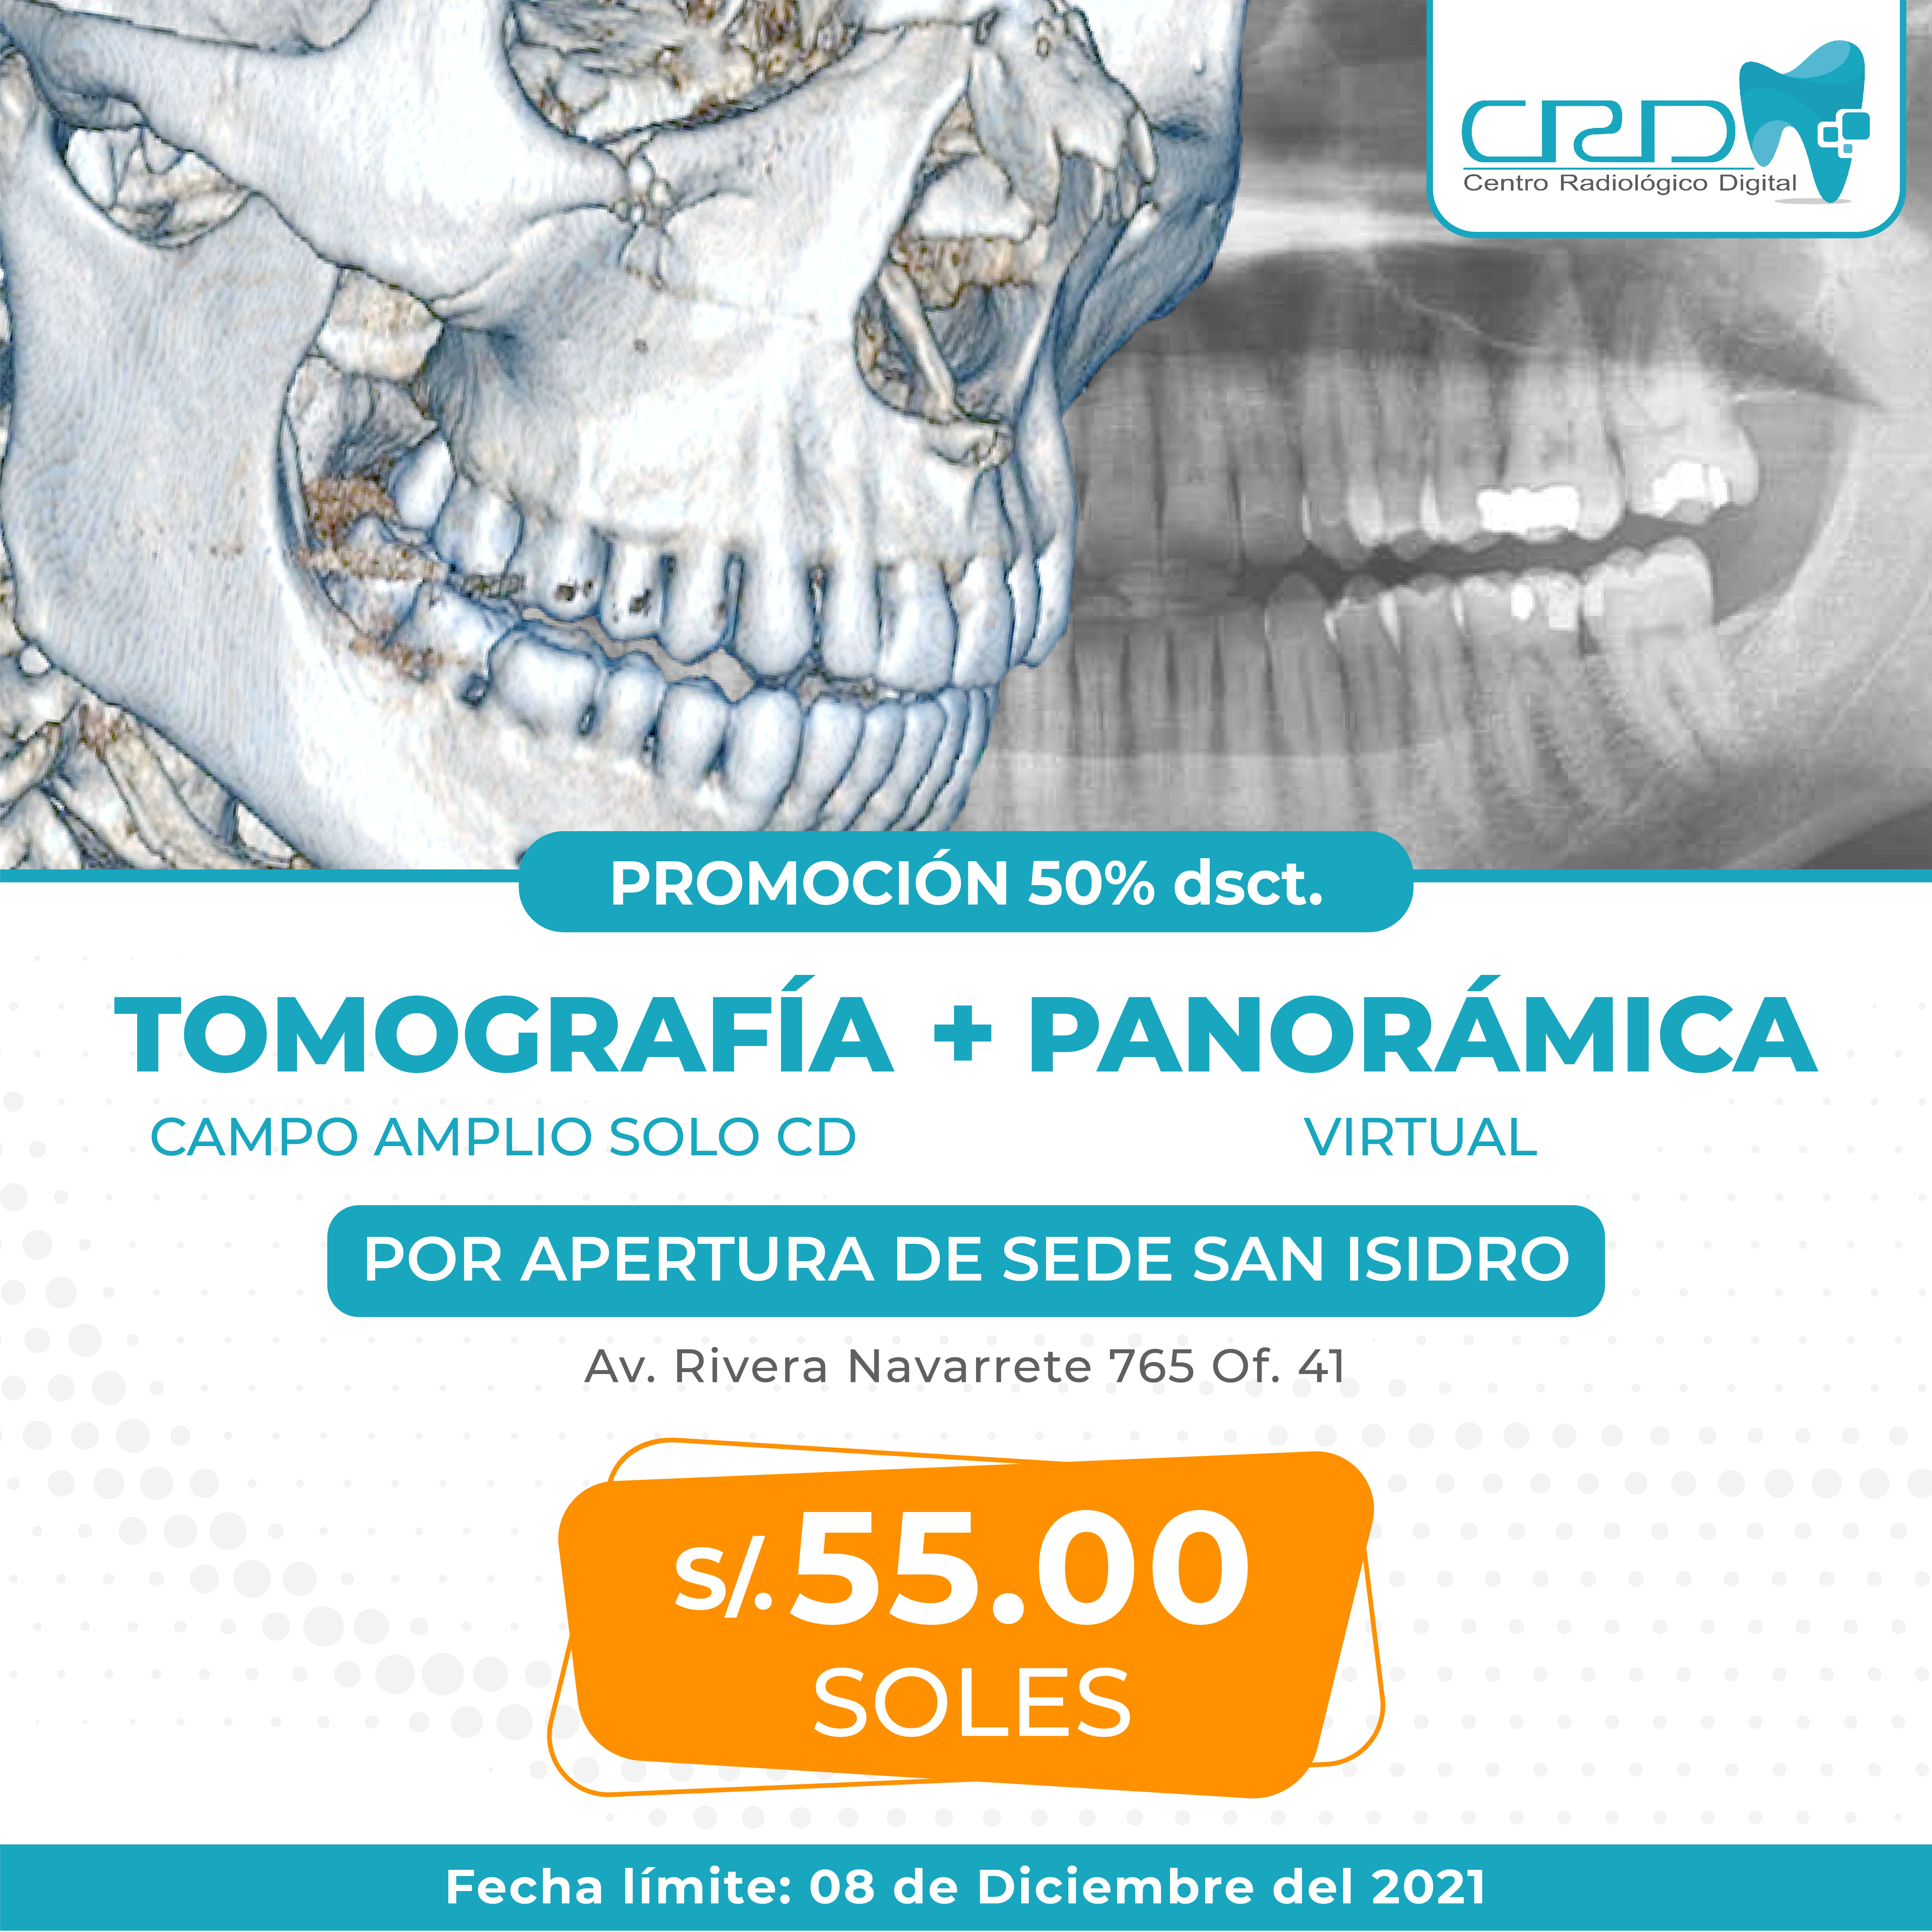 CRD
Centro Radiológico Digital
PROMOCIÓN 50% dsct.
TOMOGRAFÍA + PANORÁMICA
CAMPO AMPLIO SOLO CD VIRTUAL
POR APERTURA DE SEDE SAN ISIDRO
Av. Rivera Navarrete 765 Of. 41
S/.55.00
SOLES
Fecha límite: 08 de Diciembre del 2021